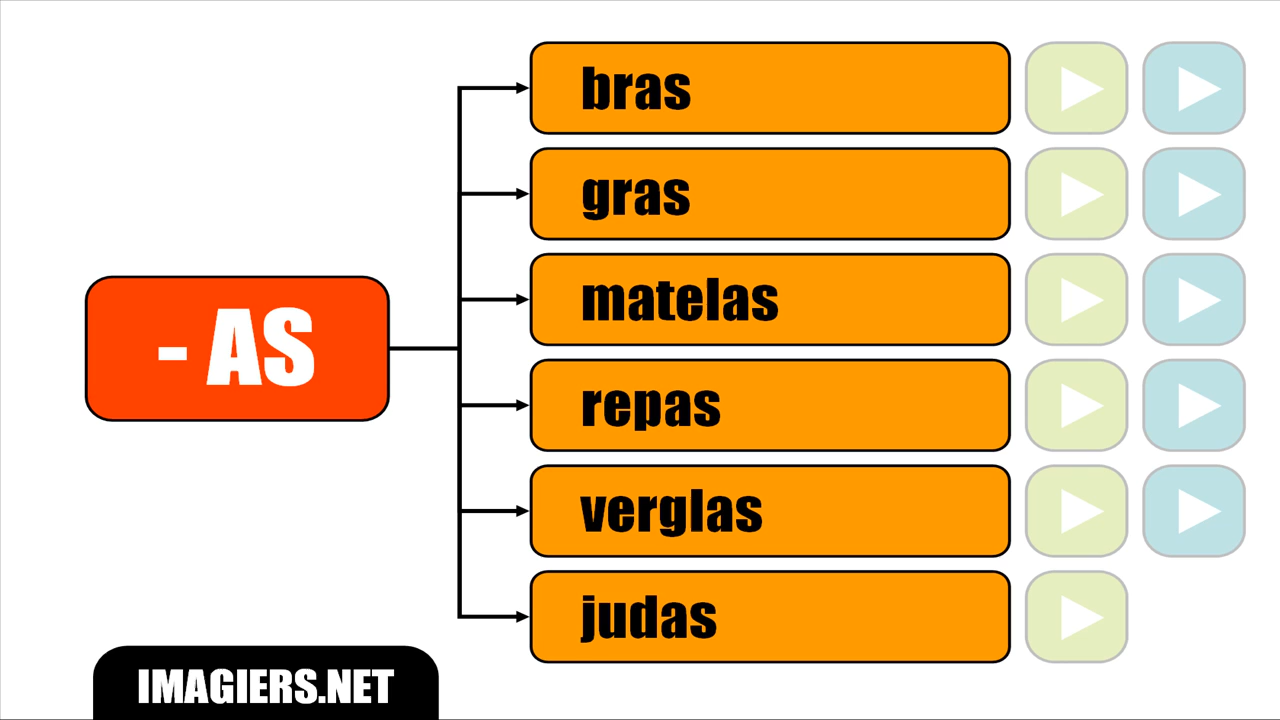 - AS
bras
gras
matelas
repas
verglas
judas
IMAGIERS.NET